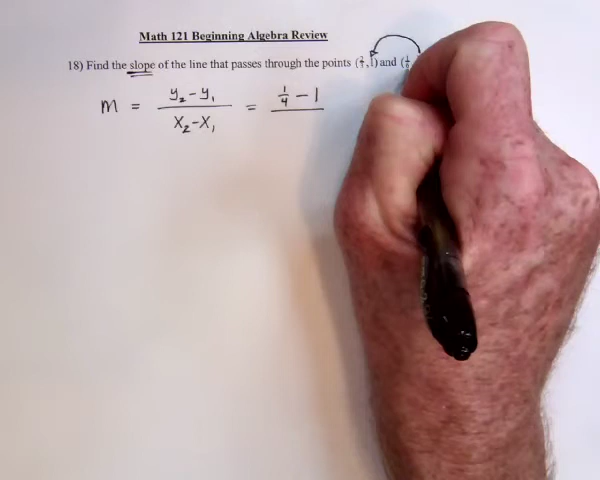 Math 121 Beginning Algebra Review
18) Find the slope of the line that passes through the points ( ,1) and (
m = y₂-y₁ / x₂-x₁ = 1/4 - 1